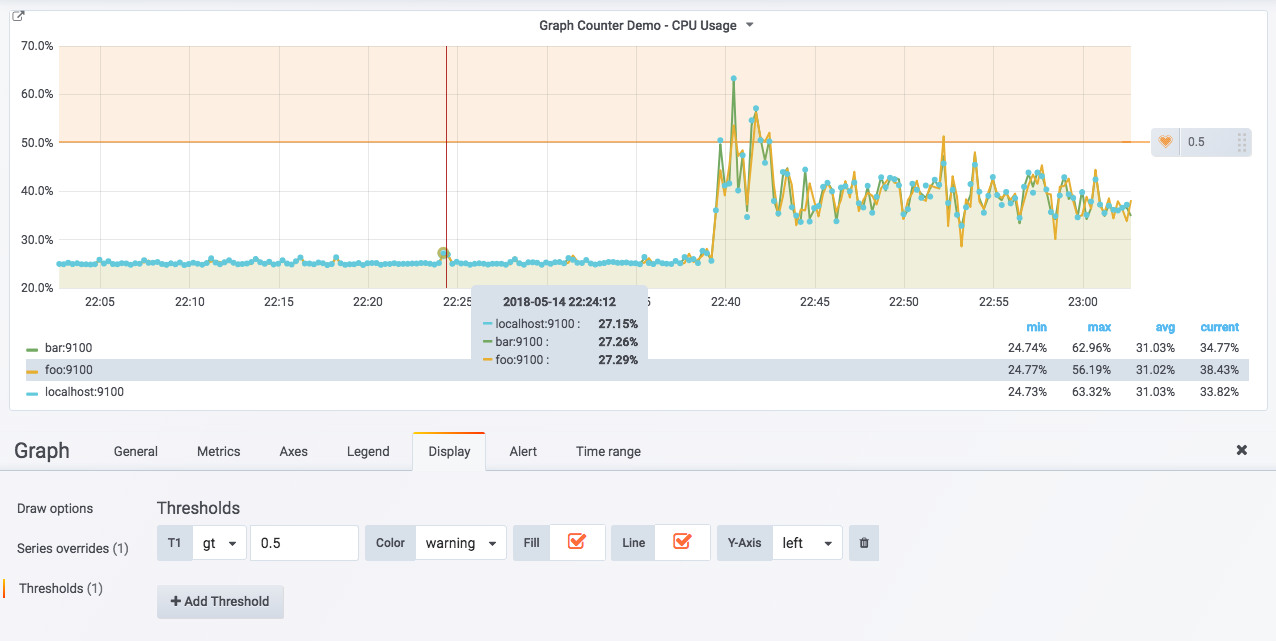 Graph Counter Demo - CPU Usage
70.0%
60.0%
50.0%
40.0%
30.0%
20.0%
0.5
22:05 22:10 22:15 22:20 22:25 5 22:40 22:45 22:50 22:55 23:00
2018-05-14 22:24:12
localhost:9100 : 27.15%
bar:9100 : 27.26%
foo:9100 : 27.29%
min max avg current
bar:9100 24.74% 62.96% 31.03% 34.77%
foo:9100 24.77% 56.19% 31.02% 38.43%
localhost:9100 24.73% 63.32% 31.03% 33.82%
Graph General Metrics Axes Legend Display Alert Time range
Draw options
Series overrides (1)
Thresholds (1)
Thresholds
T1 gt 0.5 Color warning Fill Line Y-Axis left
Add Threshold